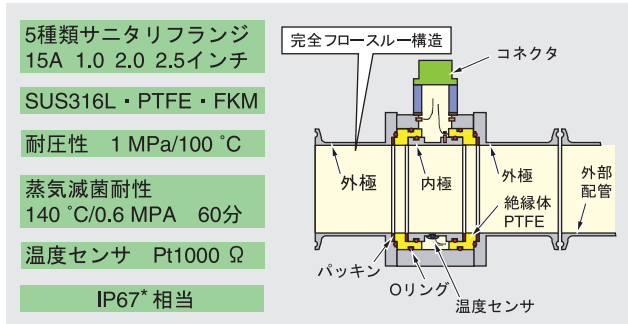 5種類サニタリフランジ
15A 1.0 2.0 2.5インチ
SUS316L・PTFE・FKM
耐圧性 1 MPa/100 ℃
蒸気滅菌耐性
140 ℃/0.6 MPA 60分
温度センサ Pt1000 Ω
IP67*相当
完全フロースルー構造
コネクタ
外極
内極
外極
外部
配管
絶縁体
PTFE
パッキン
Oリング
温度センサ